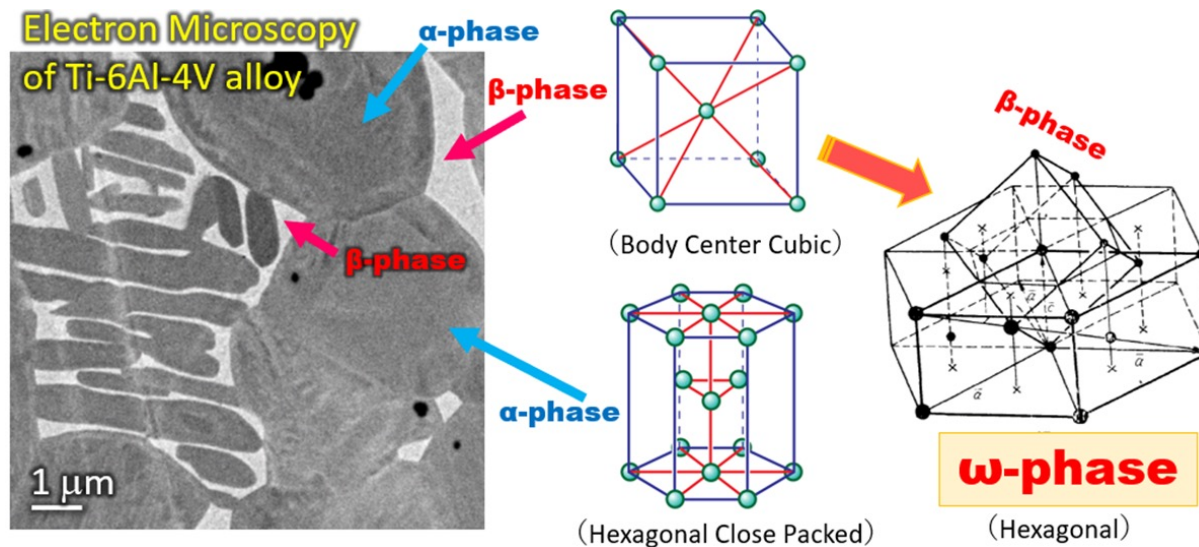 Electron Microscopy
of Ti-6Al-4V alloy
α-phase
β-phase
β-phase
α-phase
1 μm
(Body Center Cubic)
(Hexagonal Close Packed)
β-phase
ā
c̄
ā
ā
ω-phase
(Hexagonal)